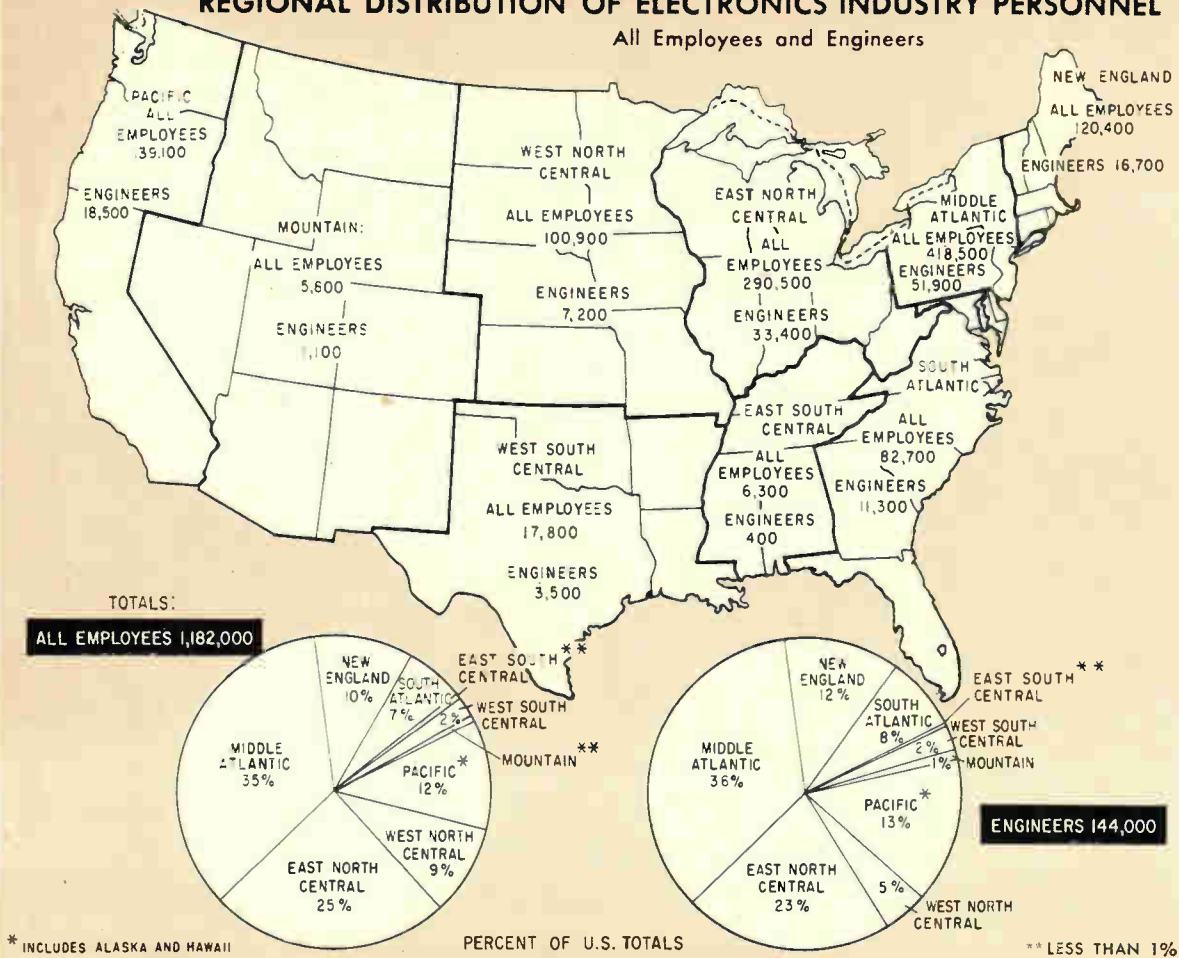 REGIONAL DISTRIBUTION OF ELECTRONICS INDUSTRY PERSONNEL
All Employees and Engineers
PACIFIC
ALL
EMPLOYEES
139,100
ENGINEERS
18,500
MOUNTAIN:
ALL EMPLOYEES
5,800
ENGINEERS
1,100
WEST NORTH
CENTRAL
ALL EMPLOYEES
100,900
ENGINEERS
7,200
EAST NORTH
CENTRAL
ALL
EMPLOYEES
290,500
ENGINEERS
33,400
NEW ENGLAND
ALL EMPLOYEES
120,400
ENGINEERS 16,700
MIDDLE
ATLANTIC
ALL EMPLOYEES
418,500
ENGINEERS
51,900
SOUTH
ATLANTIC
ALL
EMPLOYEES
82,700
ENGINEERS
11,300
EAST SOUTH
CENTRAL
ALL
EMPLOYEES
6,300
ENGINEERS
400
WEST SOUTH
CENTRAL
ALL EMPLOYEES
17,800
ENGINEERS
3,500
TOTALS:
ALL EMPLOYEES 1,182,000
NEW
ENGLAND
10%
SOUTH
ATLANTIC
7%
EAST SOUTH **
CENTRAL
2%
WEST SOUTH
CENTRAL
MOUNTAIN **
PACIFIC *
12%
WEST NORTH
CENTRAL
9%
EAST NORTH
CENTRAL
25%
MIDDLE
ATLANTIC
35%
NEW
ENGLAND
12%
SOUTH
ATLANTIC
8%
EAST SOUTH **
CENTRAL
2%
WEST SOUTH
CENTRAL
1%
MOUNTAIN
PACIFIC *
13%
5%
WEST NORTH
CENTRAL
EAST NORTH
CENTRAL
23%
MIDDLE
ATLANTIC
36%
ENGINEERS 144,000
* INCLUDES ALASKA AND HAWAII
PERCENT OF U.S. TOTALS
** LESS THAN 1%